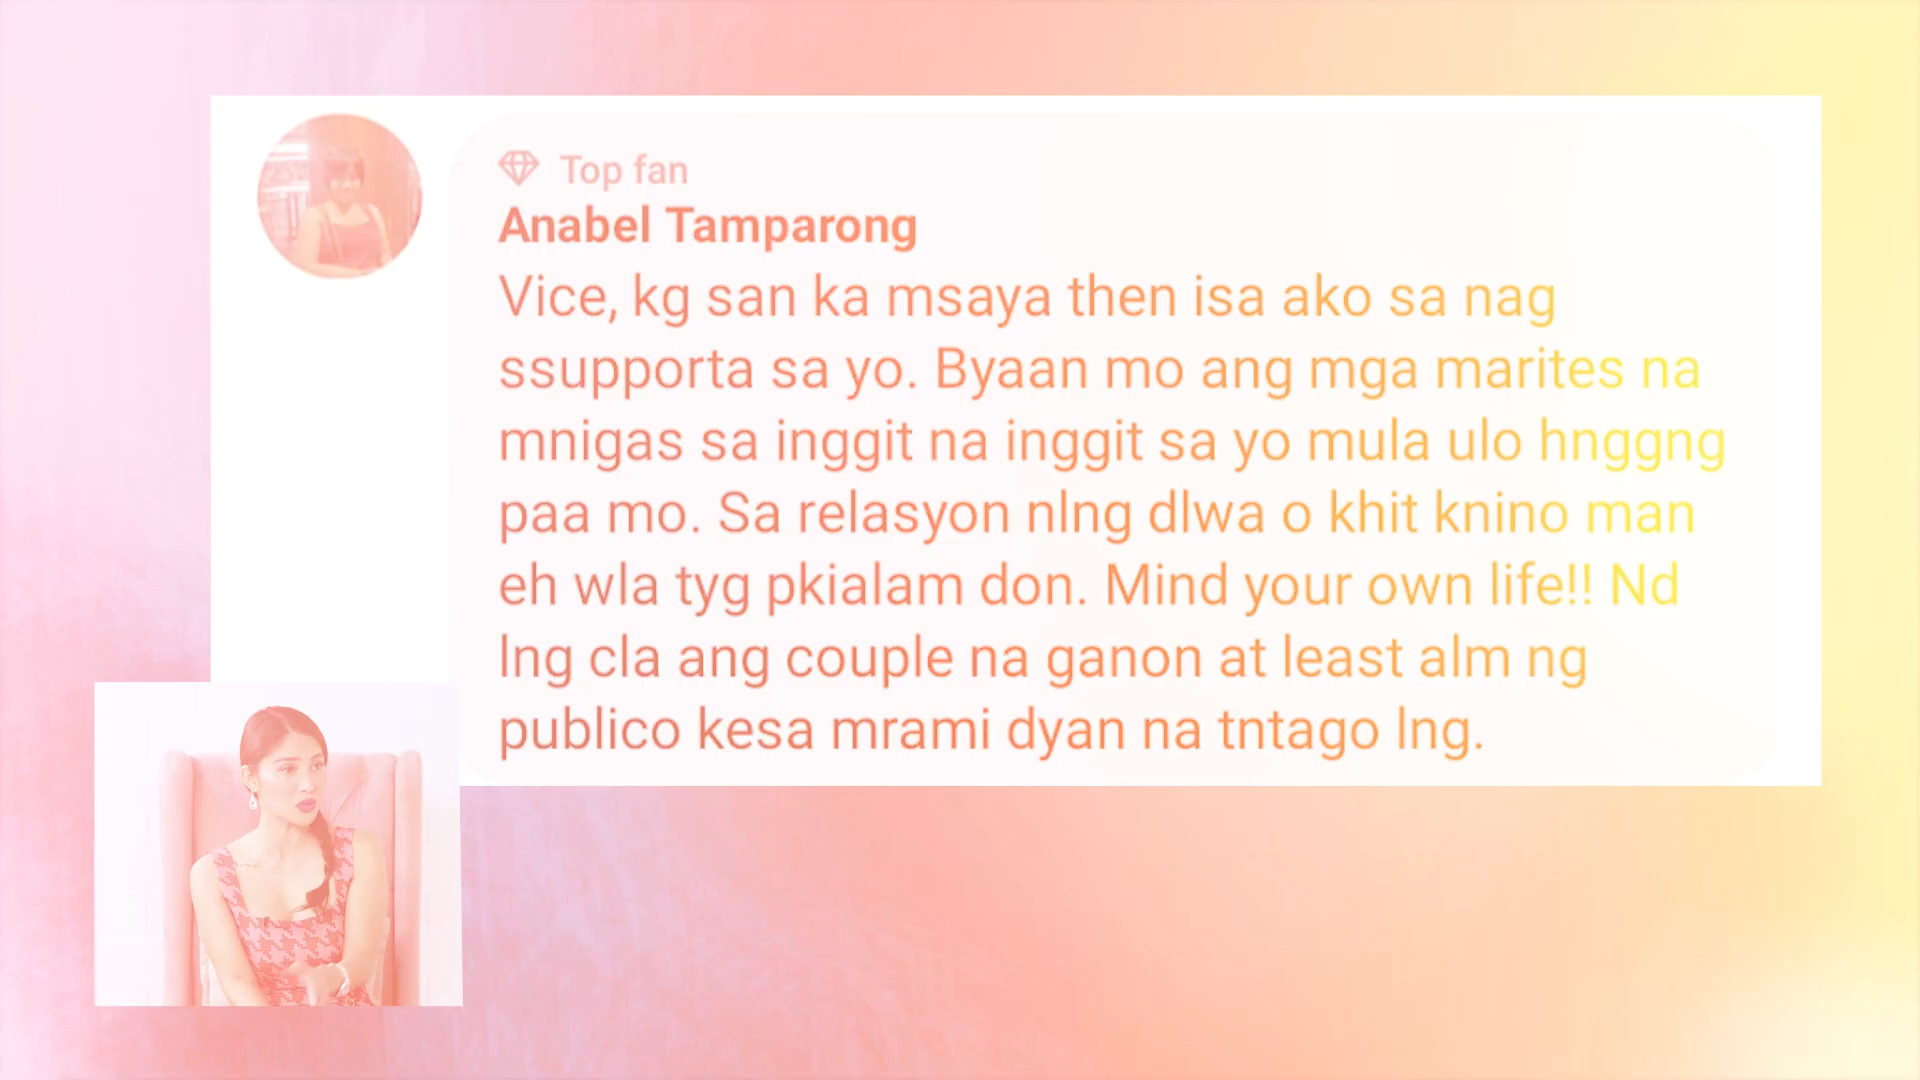 Top fan
Anabel Tamparong
Vice, kg san ka msaya then isa ako sa nag
ssupporta sa yo. Byaan mo ang mga marites na
mnigas sa inggit na inggit sa yo mula ulo hnggng
paa mo. Sa relasyon nlng dlwa o khit knino man
eh wla tyg pkialam don. Mind your own life!! Nd
lng cla ang couple na ganon at least alm ng
publico kesa mrami dyan na tntago lng.